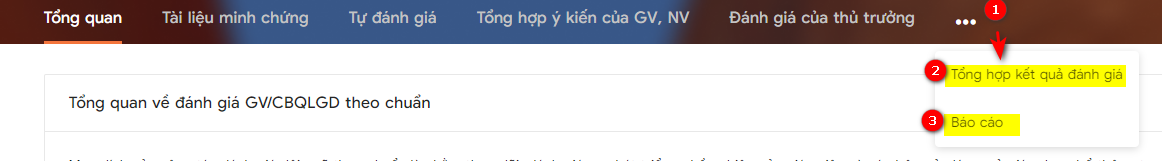 Tổng quan Tài liệu minh chứng Tự đánh giá Tổng hợp ý kiến của GV, NV Đánh giá của thủ trưởng ••• 1
2 Tổng hợp kết quả đánh giá
Tổng quan về đánh giá GV/CBQLGD theo chuẩn
3 Báo cáo